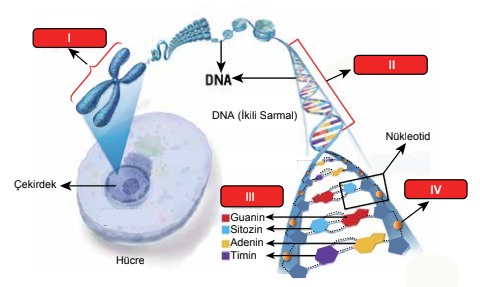 I
II
DNA
DNA (İkili Sarmal)
Nükleotid
Çekirdek
III
IV
Guanin
Sitozin
Adenin
Timin
Hücre